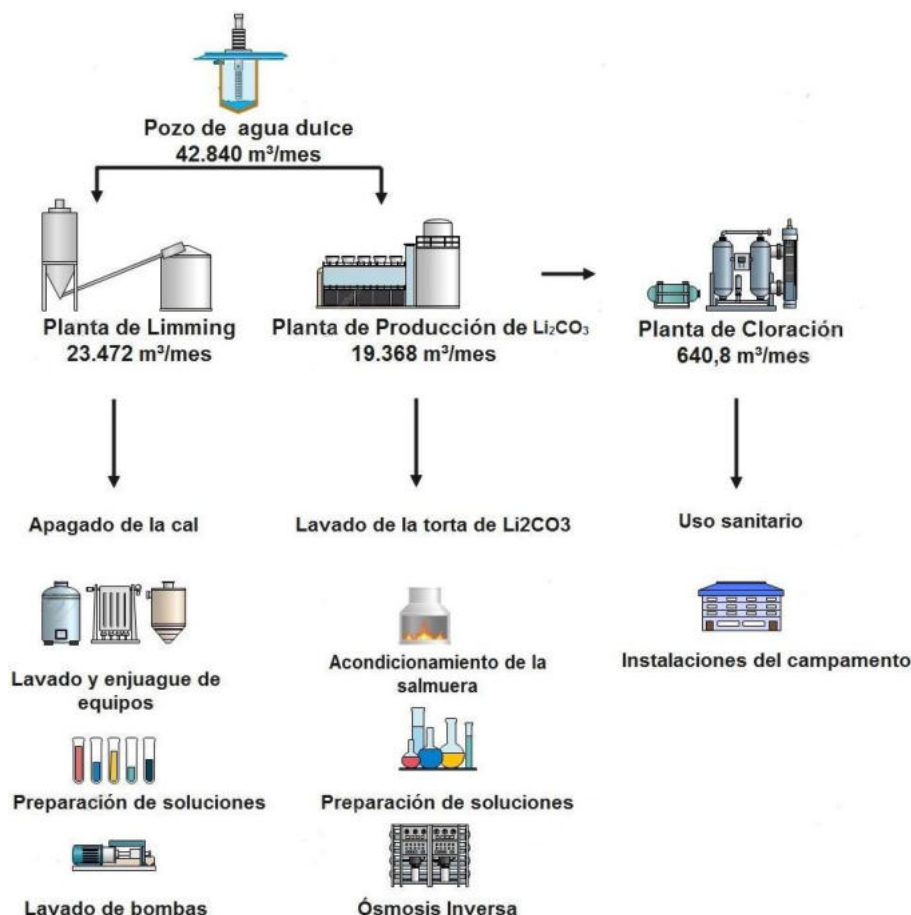 Pozo de agua dulce
42.840 m³/mes
Planta de Limming
23.472 m³/mes
Planta de Producción de Li₂CO₃
19.368 m³/mes
Planta de Cloración
640,8 m³/mes
Apagado de la cal
Lavado de la torta de Li2CO3
Uso sanitario
Lavado y enjuague de
equipos
Acondicionamiento de la
salmuera
Instalaciones del campamento
Preparación de soluciones
Preparación de soluciones
Lavado de bombas
Ósmosis Inversa